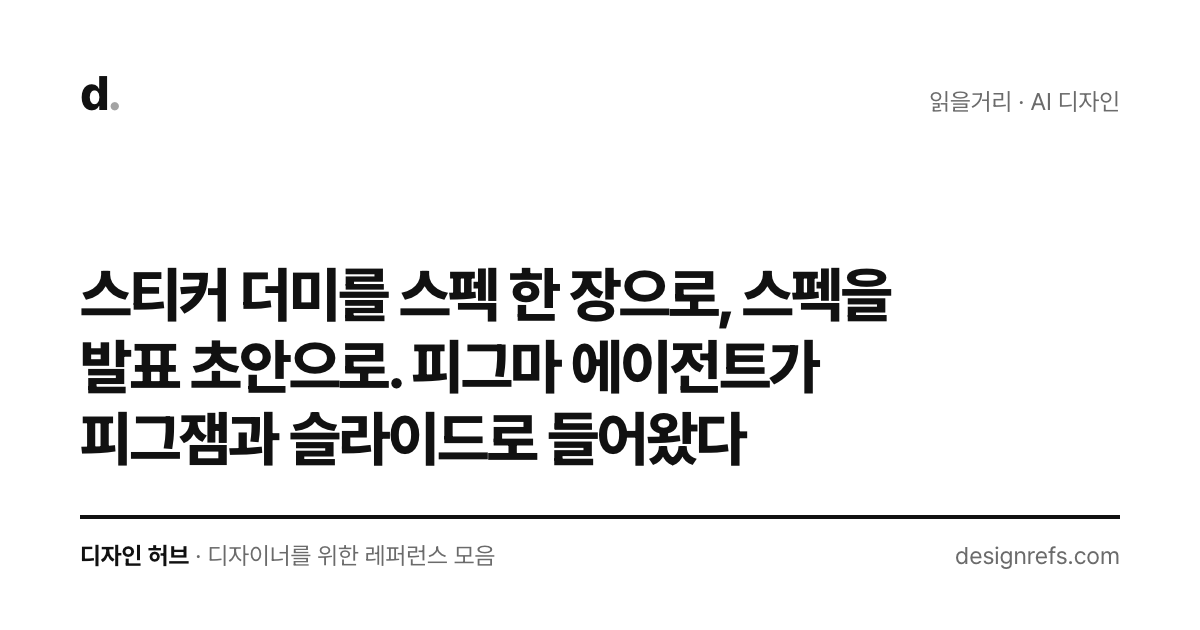 d.
읽을거리 · AI 디자인
스티커 더미를 스펙 한 장으로, 스펙을
발표 초안으로. 피그마 에이전트가
피그잼과 슬라이드로 들어왔다
디자인 허브 · 디자이너를 위한 레퍼런스 모음
designrefs.com